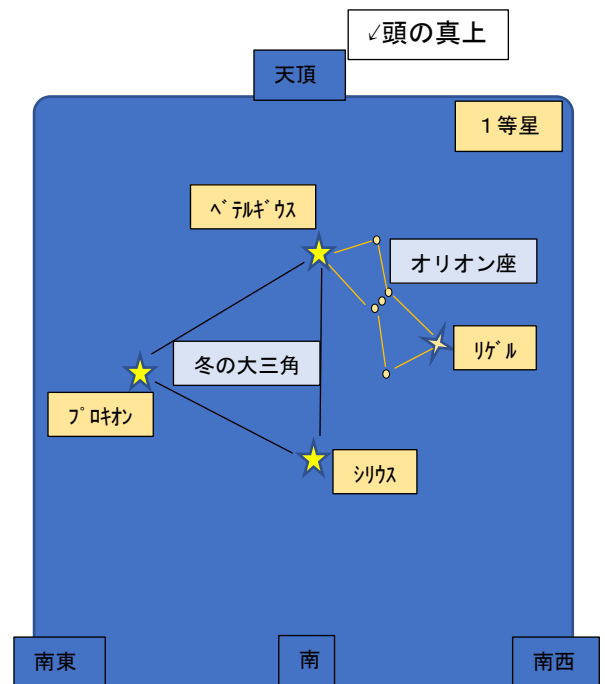 ✓頭の真上
天頂
１等星
ﾍﾞﾃﾙｷﾞｳｽ
オリオン座
ﾘｹﾞﾙ
冬の大三角
ﾌﾟﾛｷｵﾝ
ｼﾘｳｽ
南東
南
南西